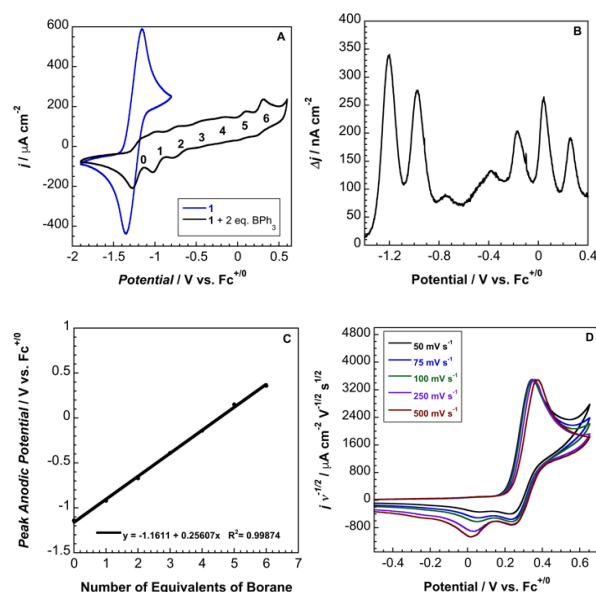 A
600
400
200
0
-200
-400
j / μA cm⁻²
0 1 2 3 4 5 6
1
1 + 2 eq. BPh₃
-2 -1.5 -1 -0.5 0 0.5
Potential / V vs. Fc⁺/⁰
B
400
350
300
250
200
150
100
50
0
Δj / nA cm⁻²
-1.2 -0.8 -0.4 0 0.4
Potential / V vs. Fc⁺/⁰
C
1
0.5
0
-0.5
-1
-1.5
Peak Anodic Potential / V vs. Fc⁺/⁰
y = -1.1611 + 0.25607x R²= 0.99874
0 1 2 3 4 5 6 7
Number of Equivalents of Borane
D
4800
4000
3200
2400
1600
800
0
-800
j ν⁻¹/² / μA cm⁻² V⁻¹/² s¹/²
50 mV s⁻¹
75 mV s⁻¹
100 mV s⁻¹
250 mV s⁻¹
500 mV s⁻¹
-0.4 -0.2 0 0.2 0.4 0.6
Potential / V vs. Fc⁺/⁰